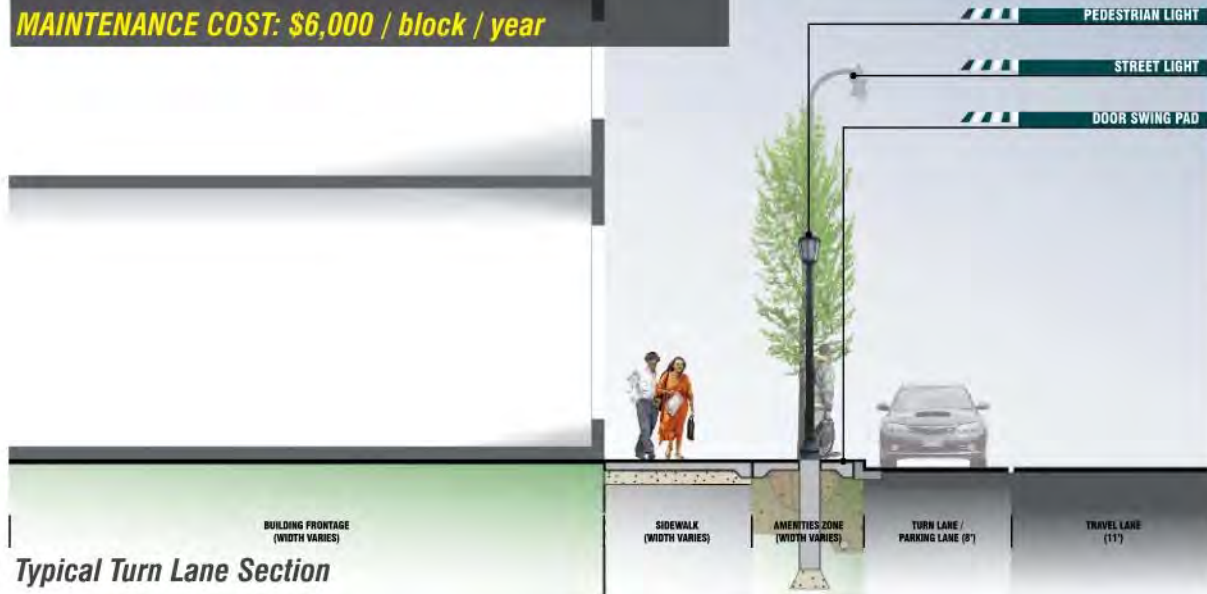 MAINTENANCE COST: $6,000 / block / year
PEDESTRIAN LIGHT
STREET LIGHT
DOOR SWING PAD
BUILDING FRONTAGE
(WIDTH VARIES)
SIDEWALK
(WIDTH VARIES)
AMENITIES ZONE
(WIDTH VARIES)
TURN LANE /
PARKING LANE (8')
TRAVEL LANE
(11')
Typical Turn Lane Section